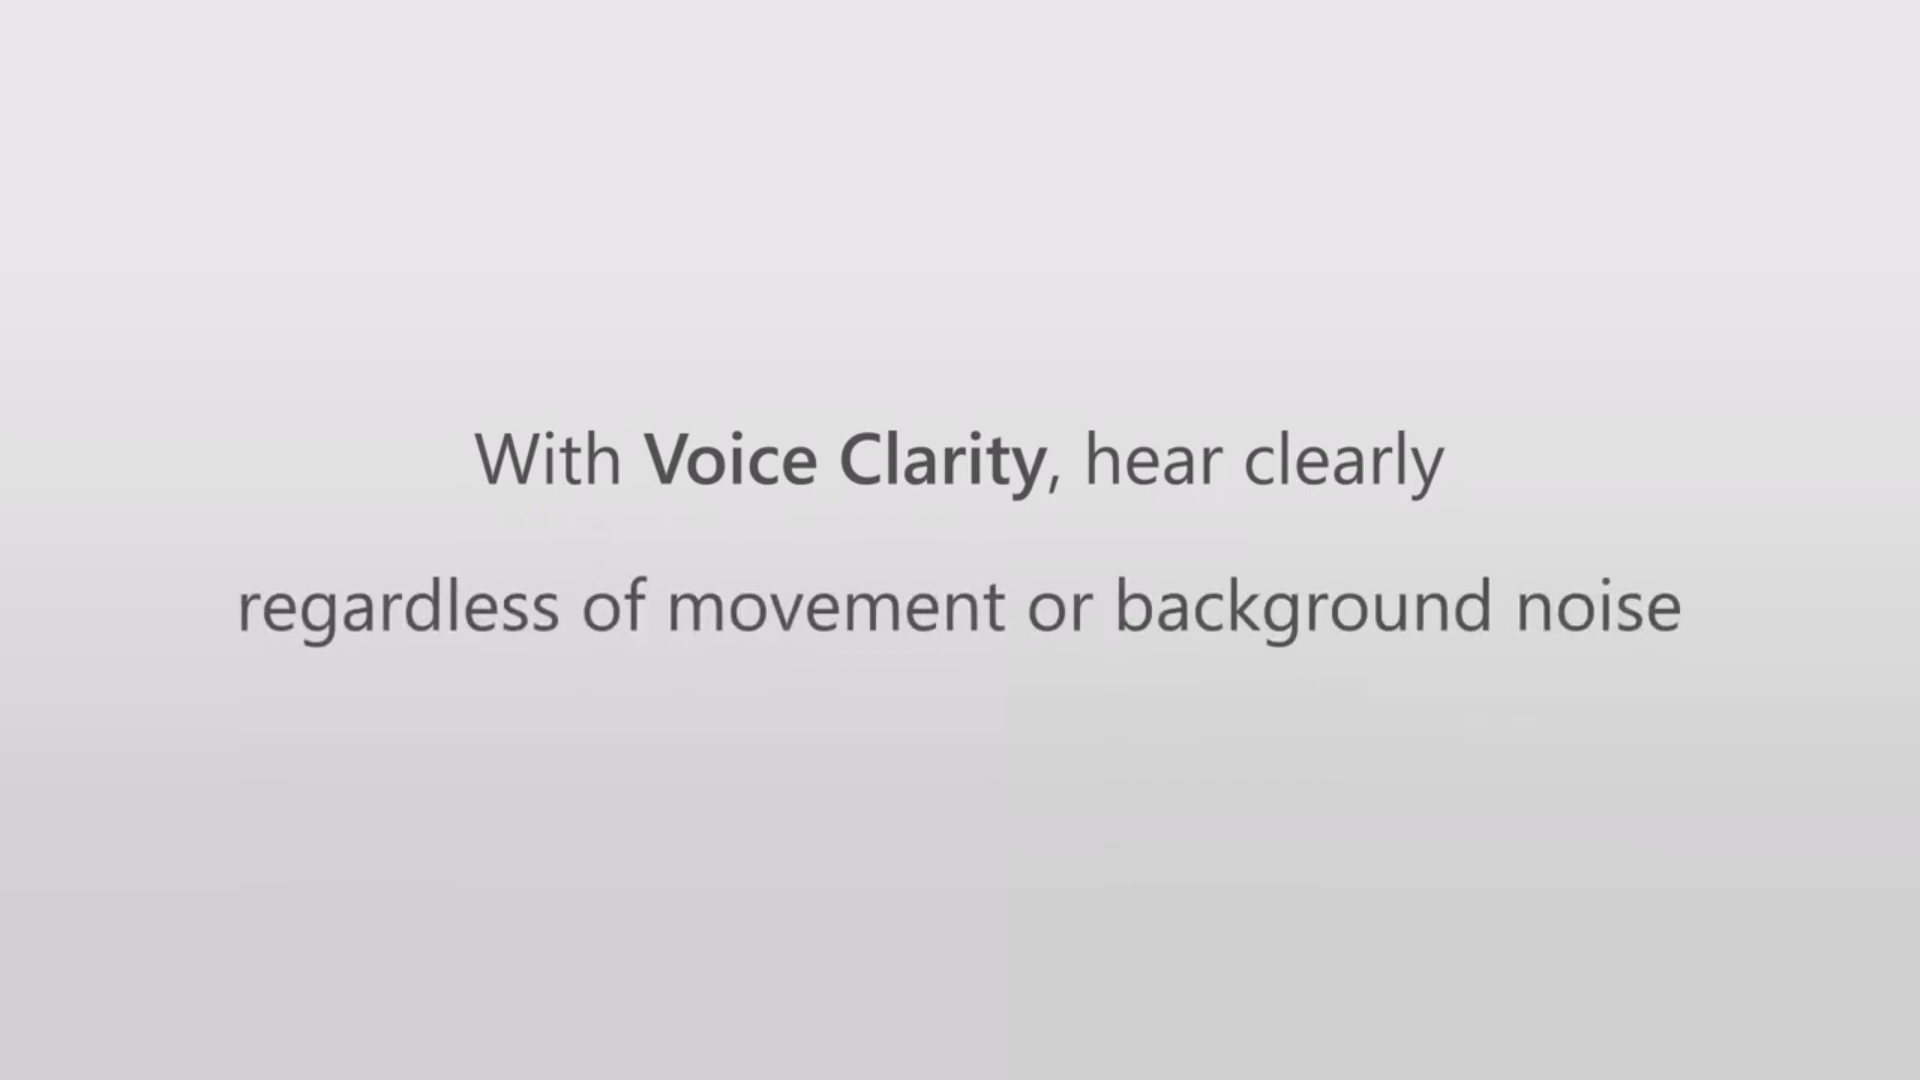 With Voice Clarity, hear clearly
regardless of movement or background noise